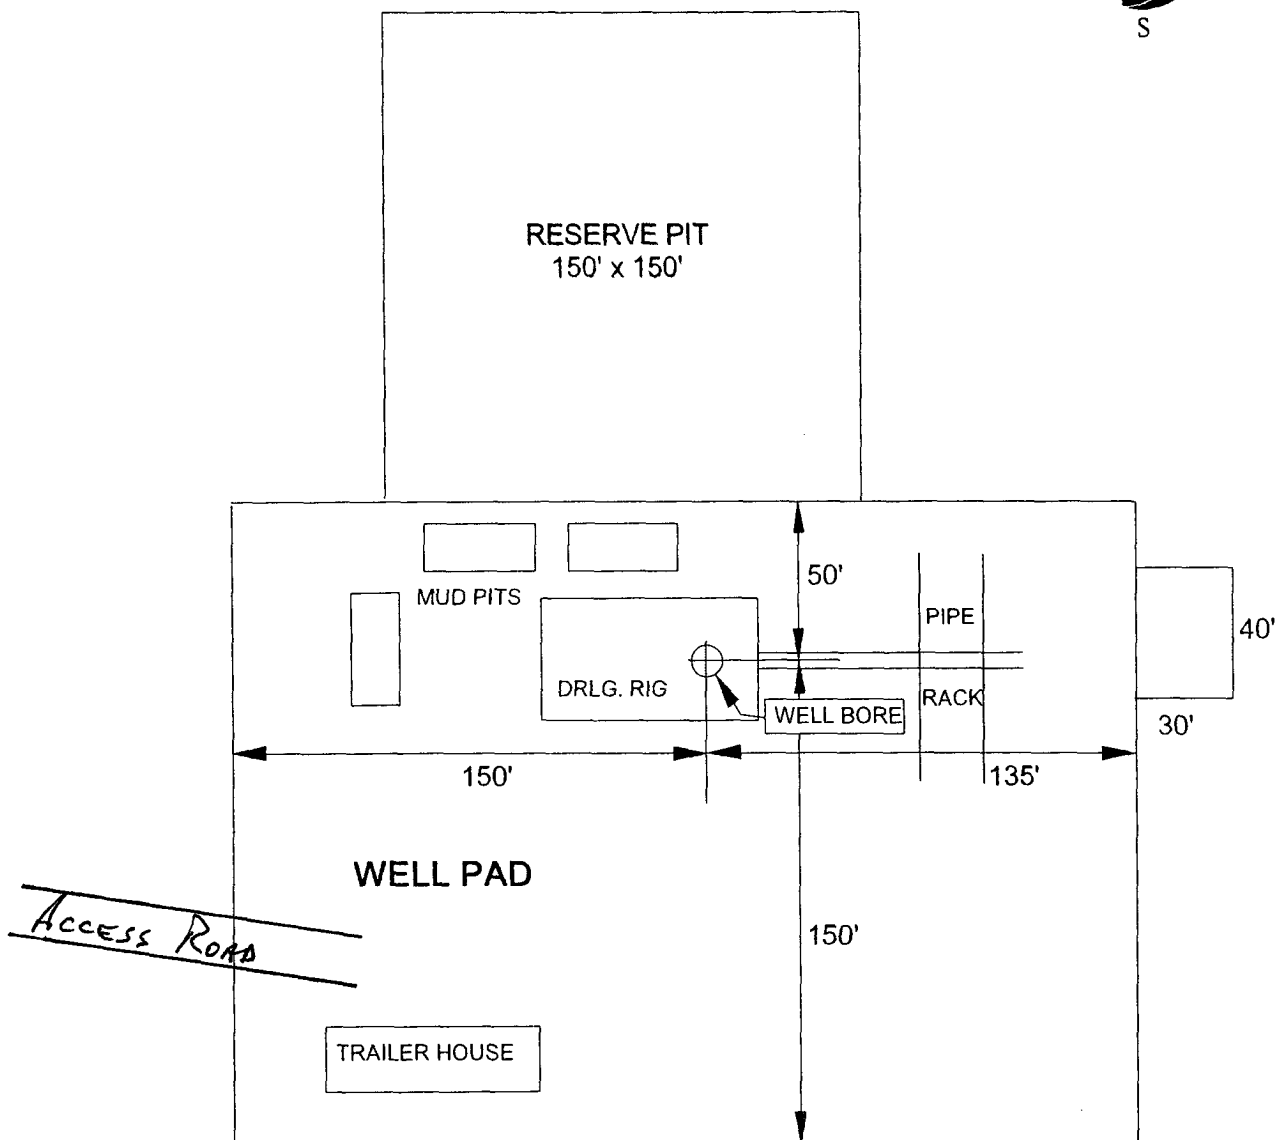 S
RESERVE PIT
150' x 150'
50'
MUD PITS
PIPE
40'
DRLG. RIG
RACK
WELL BORE
30'
150'
135'
WELL PAD
ACCESS ROAD
150'
TRAILER HOUSE